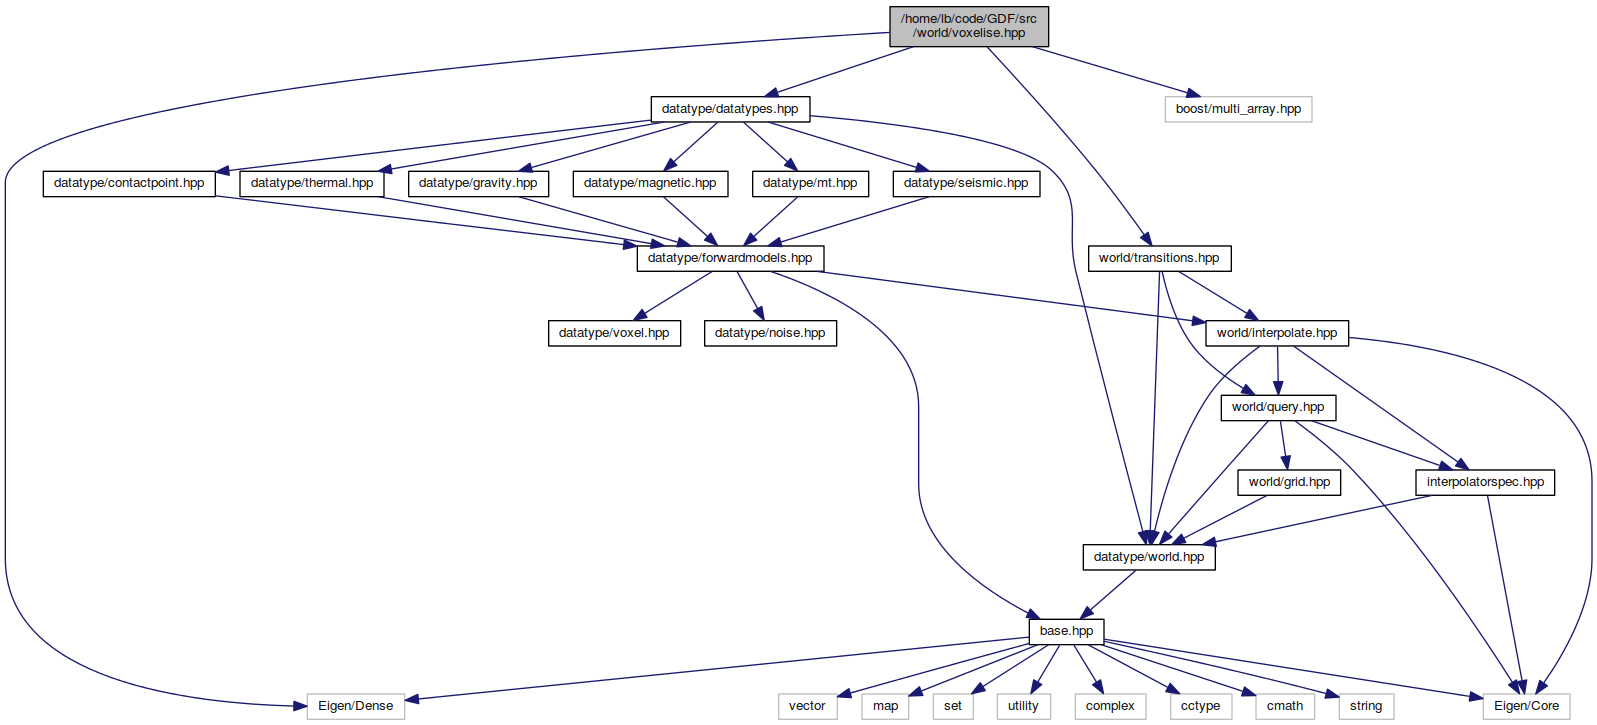 /home/lb/code/GDF/src
/world/voxelise.hpp
datatype/datatypes.hpp
boost/multi_array.hpp
datatype/contactpoint.hpp
datatype/thermal.hpp
datatype/gravity.hpp
datatype/magnetic.hpp
datatype/mt.hpp
datatype/seismic.hpp
datatype/forwardmodels.hpp
world/transitions.hpp
datatype/voxel.hpp
datatype/noise.hpp
world/interpolate.hpp
world/query.hpp
world/grid.hpp
interpolatorspec.hpp
datatype/world.hpp
base.hpp
Eigen/Dense
vector
map
set
utility
complex
cctype
cmath
string
Eigen/Core